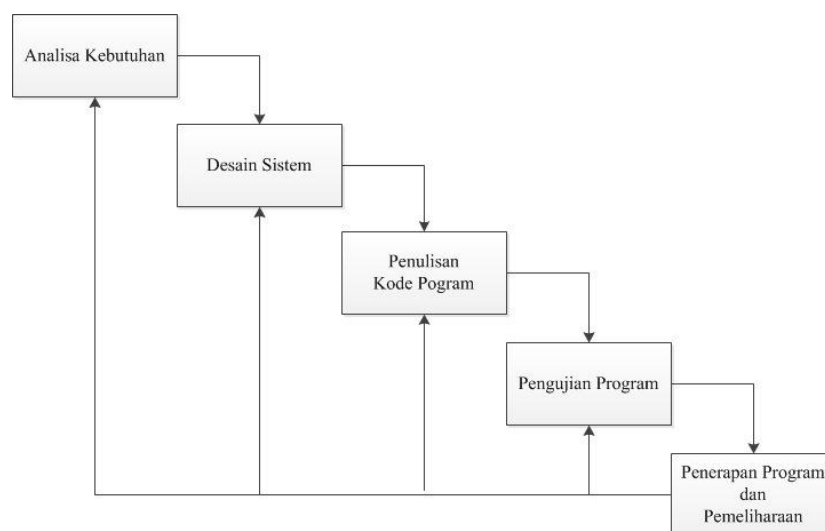 Analisa Kebutuhan
Desain Sistem
Penulisan
Kode Pogram
Pengujian Program
Penerapan Program
dan
Pemeliharaan